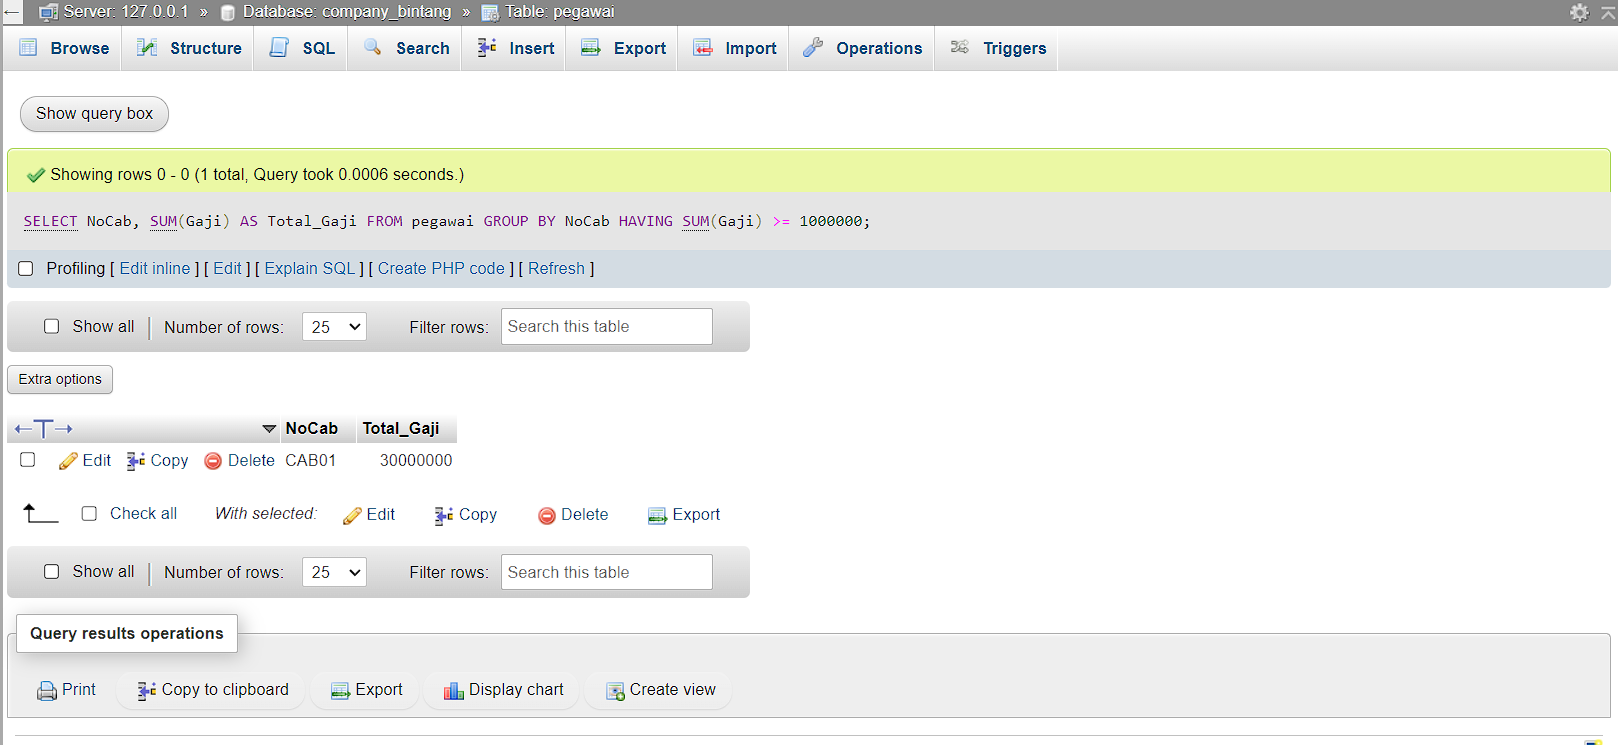 Server: 127.0.0.1 » Database: company_bintang » Table: pegawai
Browse Structure SQL Search Insert Export Import Operations Triggers
Show query box
Showing rows 0 - 0 (1 total, Query took 0.0006 seconds.)
SELECT NoCab, SUM(Gaji) AS Total_Gaji FROM pegawai GROUP BY NoCab HAVING SUM(Gaji) >= 1000000;
Profiling [ Edit inline ] [ Edit ] [ Explain SQL ] [ Create PHP code ] [ Refresh ]
Show all Number of rows: 25 Filter rows: Search this table
Extra options
←T→ NoCab Total_Gaji
Edit Copy Delete CAB01 30000000
Check all With selected: Edit Copy Delete Export
Show all Number of rows: 25 Filter rows: Search this table
Query results operations
Print Copy to clipboard Export Display chart Create view